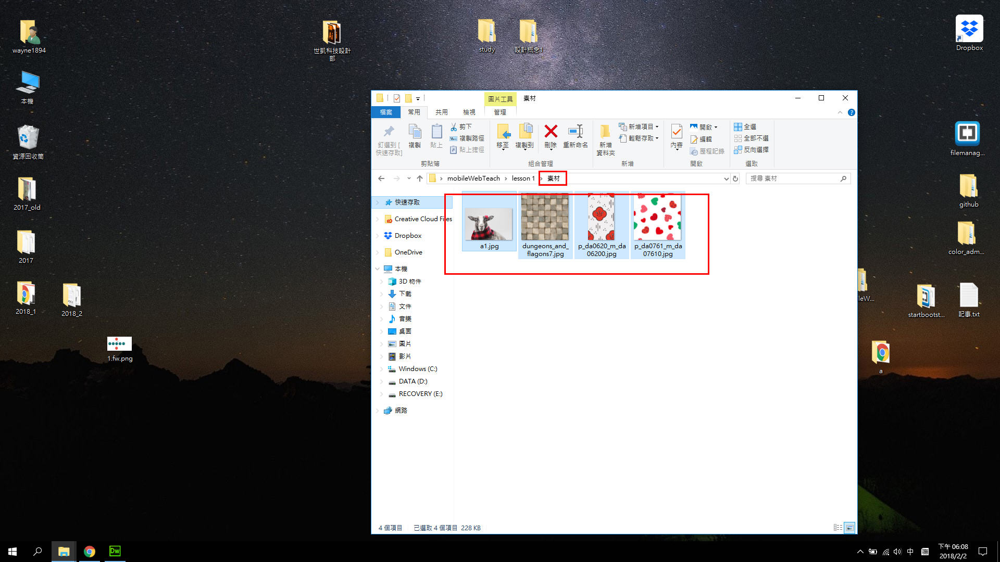 wayne1894
本機
資源回收筒
2017_old
2017
2018_1
2018_2
1.fw.png
世凱科技設計
部
study
設計概念1
Dropbox
filemanag...
github
color_adm...
leW...
startbootst...
記事.txt
a
圖片工具
素材
檔案
常用
共用
檢視
管理
釘選到 [
快速存取]
複製
貼上
剪下
複製路徑
貼上捷徑
剪貼簿
移至
複製到
刪除
重新命名
組合管理
新增
資料夾
新增項目
輕鬆存取
新增
內容
開啟
編輯
歷程記錄
開啟
全選
全部不選
反向選擇
選取
mobileWebTeach
lesson 1
素材
搜尋 素材
快速存取
Creative Cloud Files
Dropbox
OneDrive
本機
3D 物件
下載
文件
音樂
桌面
圖片
影片
Windows (C:)
DATA (D:)
RECOVERY (E:)
網路
a1.jpg
dungeons_and_
flagons7.jpg
p_da0620_m_da
06200.jpg
p_da0761_m_da
07610.jpg
4 個項目
已選取 4 個項目 228 KB
Dw
中
下午 06:08
2018/2/2